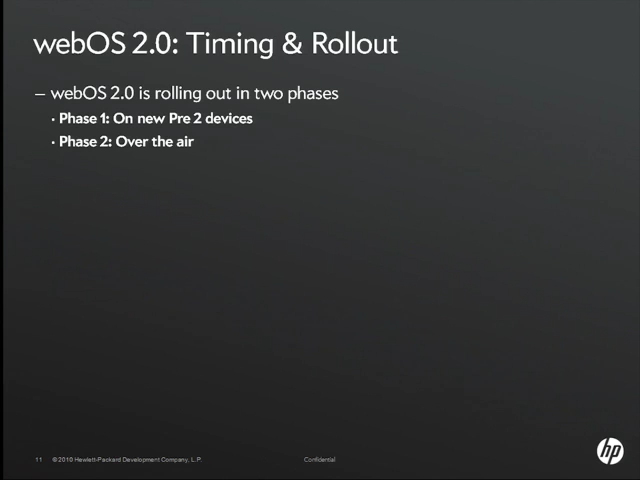 webOS 2.0: Timing & Rollout
– webOS 2.0 is rolling out in two phases
• Phase 1: On new Pre 2 devices
• Phase 2: Over the air
11 © 2010 Hewlett-Packard Development Company, L.P. Confidential
hp